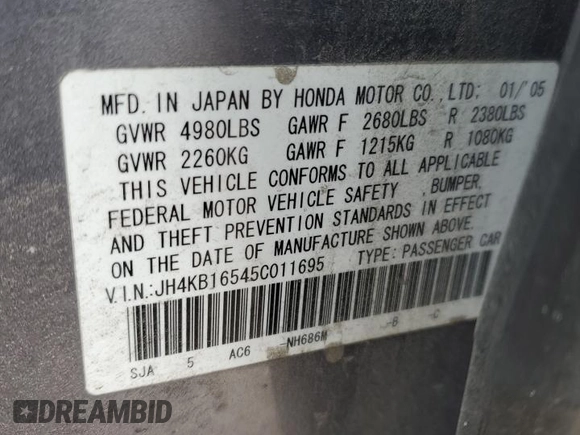 MFD. IN JAPAN BY HONDA MOTOR CO., LTD: 01/'05
GVWR 4980LBS GAWR F 2680LBS R 2380LBS
GVWR 2260KG GAWR F 1215KG R 1080KG
THIS VEHICLE CONFORMS TO ALL APPLICABLE
FEDERAL MOTOR VEHICLE SAFETY , BUMPER,
AND THEFT PREVENTION STANDARDS IN EFFECT
ON THE DATE OF MANUFACTURE SHOWN ABOVE.
V.I.N.:JH4KB16545C011695 TYPE: PASSENGER CAR
SJA 5 AC6 -NH686M -B -C
DREAMBID